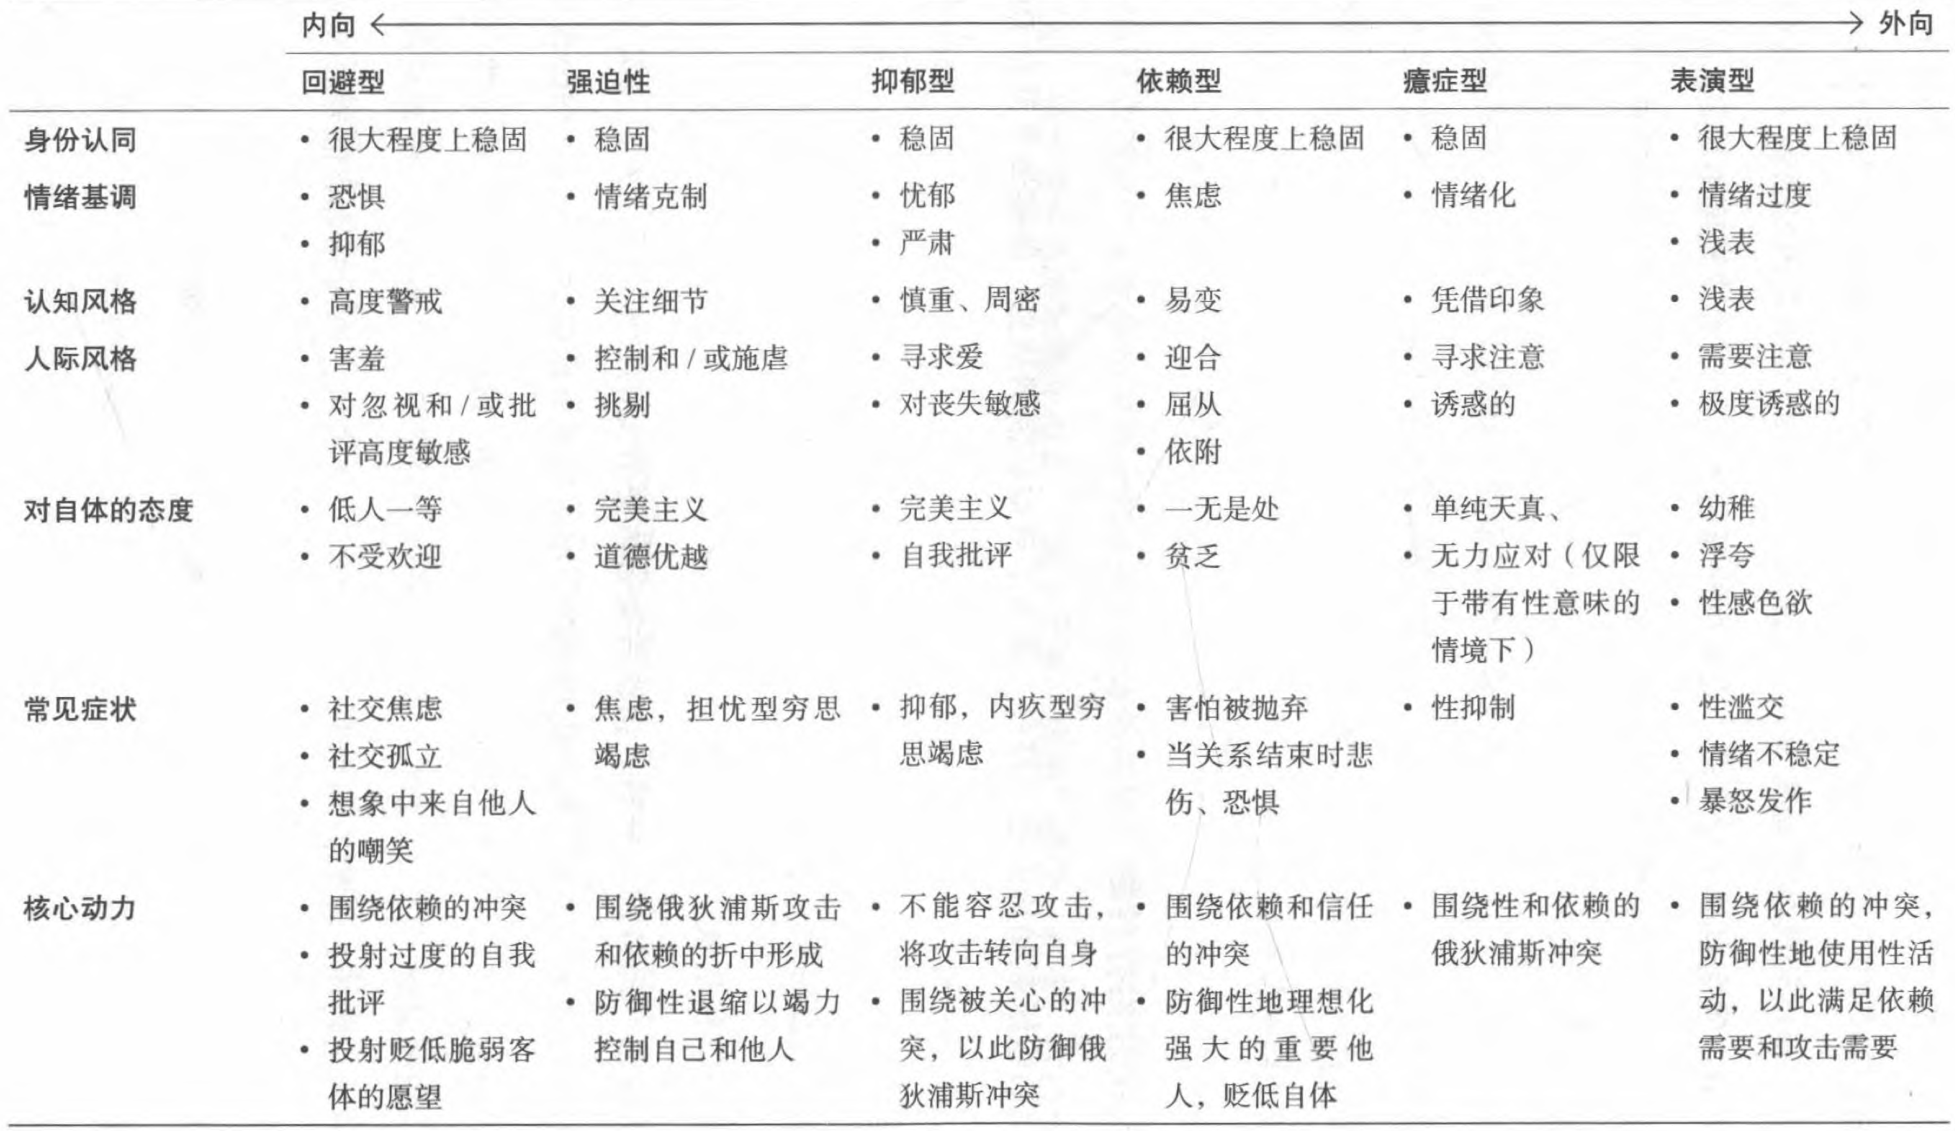 内向
外向
回避型
强迫性
抑郁型
依赖型
癔症型
表演型
身份认同
• 很大程度上稳固
• 稳固
• 稳固
• 很大程度上稳固
• 稳固
• 很大程度上稳固
情绪基调
• 恐惧
• 抑郁
• 情绪克制
• 忧郁
• 严肃
• 焦虑
• 情绪化
• 情绪过度
• 浅表
认知风格
• 高度警戒
• 关注细节
• 慎重、周密
• 易变
• 凭借印象
• 浅表
人际风格
• 害羞
• 对忽视和/或批
评高度敏感
• 控制和/或施虐
• 挑剔
• 寻求爱
• 对丧失敏感
• 迎合
• 屈从
• 依附
• 寻求注意
• 诱惑的
• 需要注意
• 极度诱惑的
对自体的态度
• 低人一等
• 不受欢迎
• 完美主义
• 道德优越
• 完美主义
• 自我批评
• 一无是处
• 贫乏
• 单纯天真、
• 无力应对（仅限
于带有性意味的
情境下）
• 幼稚
• 浮夸
• 性感色欲
常见症状
• 社交焦虑
• 社交孤立
• 想象中来自他人
的嘲笑
• 焦虑，担忧型穷思
竭虑
• 抑郁，内疚型穷
思竭虑
• 害怕被抛弃
• 当关系结束时悲
伤、恐惧
• 性抑制
• 性滥交
• 情绪不稳定
• 暴怒发作
核心动力
• 围绕依赖的冲突
• 投射过度的自我
批评
• 投射贬低脆弱客
体的愿望
• 围绕俄狄浦斯攻击
和依赖的折中形成
• 防御性退缩以竭力
控制自己和他人
• 不能容忍攻击，
将攻击转向自身
• 围绕被关心的冲
突，以此防御俄
狄浦斯冲突
• 围绕依赖和信任
的冲突
• 防御性地理想化
强大的重要他
人，贬低自体
• 围绕性和依赖的
俄狄浦斯冲突
• 围绕依赖的冲突，
防御性地使用性活
动，以此满足依赖
需要和攻击需要